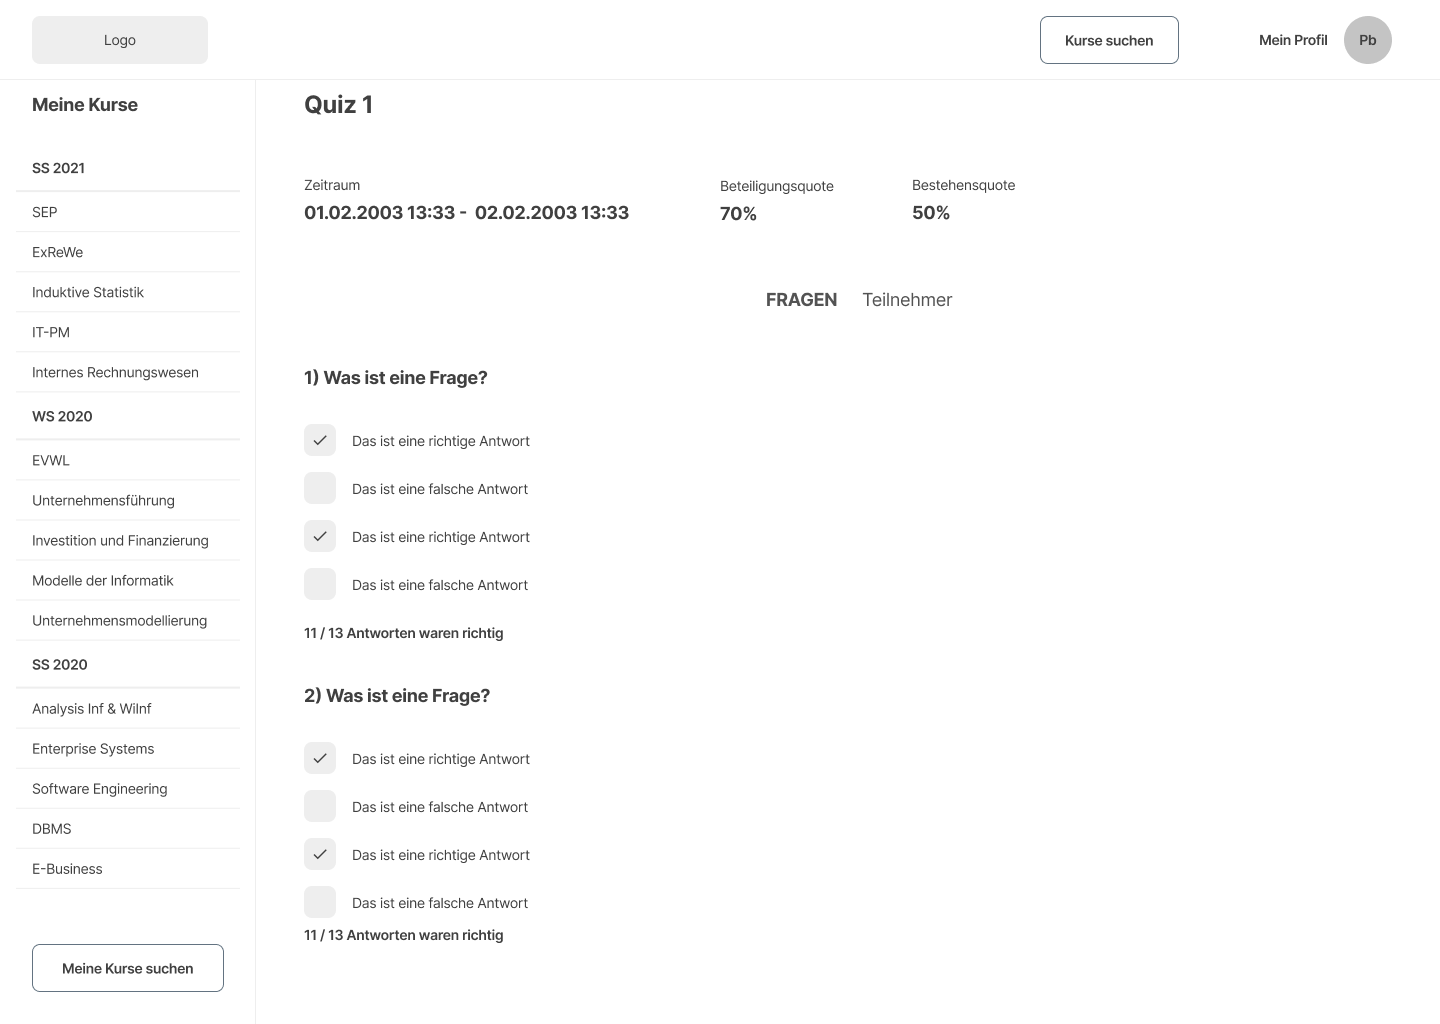 Logo
Kurse suchen
Mein Profil
Pb
Meine Kurse
SS 2021
SEP
ExReWe
Induktive Statistik
IT-PM
Internes Rechnungswesen
WS 2020
EVWL
Unternehmensführung
Investition und Finanzierung
Modelle der Informatik
Unternehmensmodellierung
SS 2020
Analysis Inf & WiInf
Enterprise Systems
Software Engineering
DBMS
E-Business
Meine Kurse suchen
Quiz 1
Zeitraum
01.02.2003 13:33 - 02.02.2003 13:33
Beteiligungsquote
70%
Bestehensquote
50%
FRAGEN
Teilnehmer
1) Was ist eine Frage?
Das ist eine richtige Antwort
Das ist eine falsche Antwort
Das ist eine richtige Antwort
Das ist eine falsche Antwort
11 / 13 Antworten waren richtig
2) Was ist eine Frage?
Das ist eine richtige Antwort
Das ist eine falsche Antwort
Das ist eine richtige Antwort
Das ist eine falsche Antwort
11 / 13 Antworten waren richtig